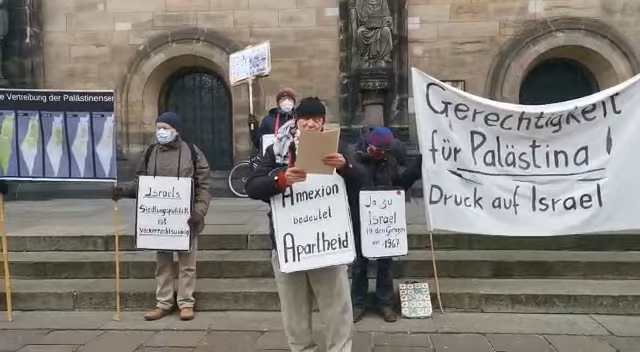 e Vertreibung der Palästinenser
Israels
Siedlungspolitik
ist
völkerrechtswidrig
Annexion
bedeutet
Apartheid
Ja zu
Israel
in den Grenzen
vor 1967
Gerechtigkeit
für Palästina!
Druck auf Israel